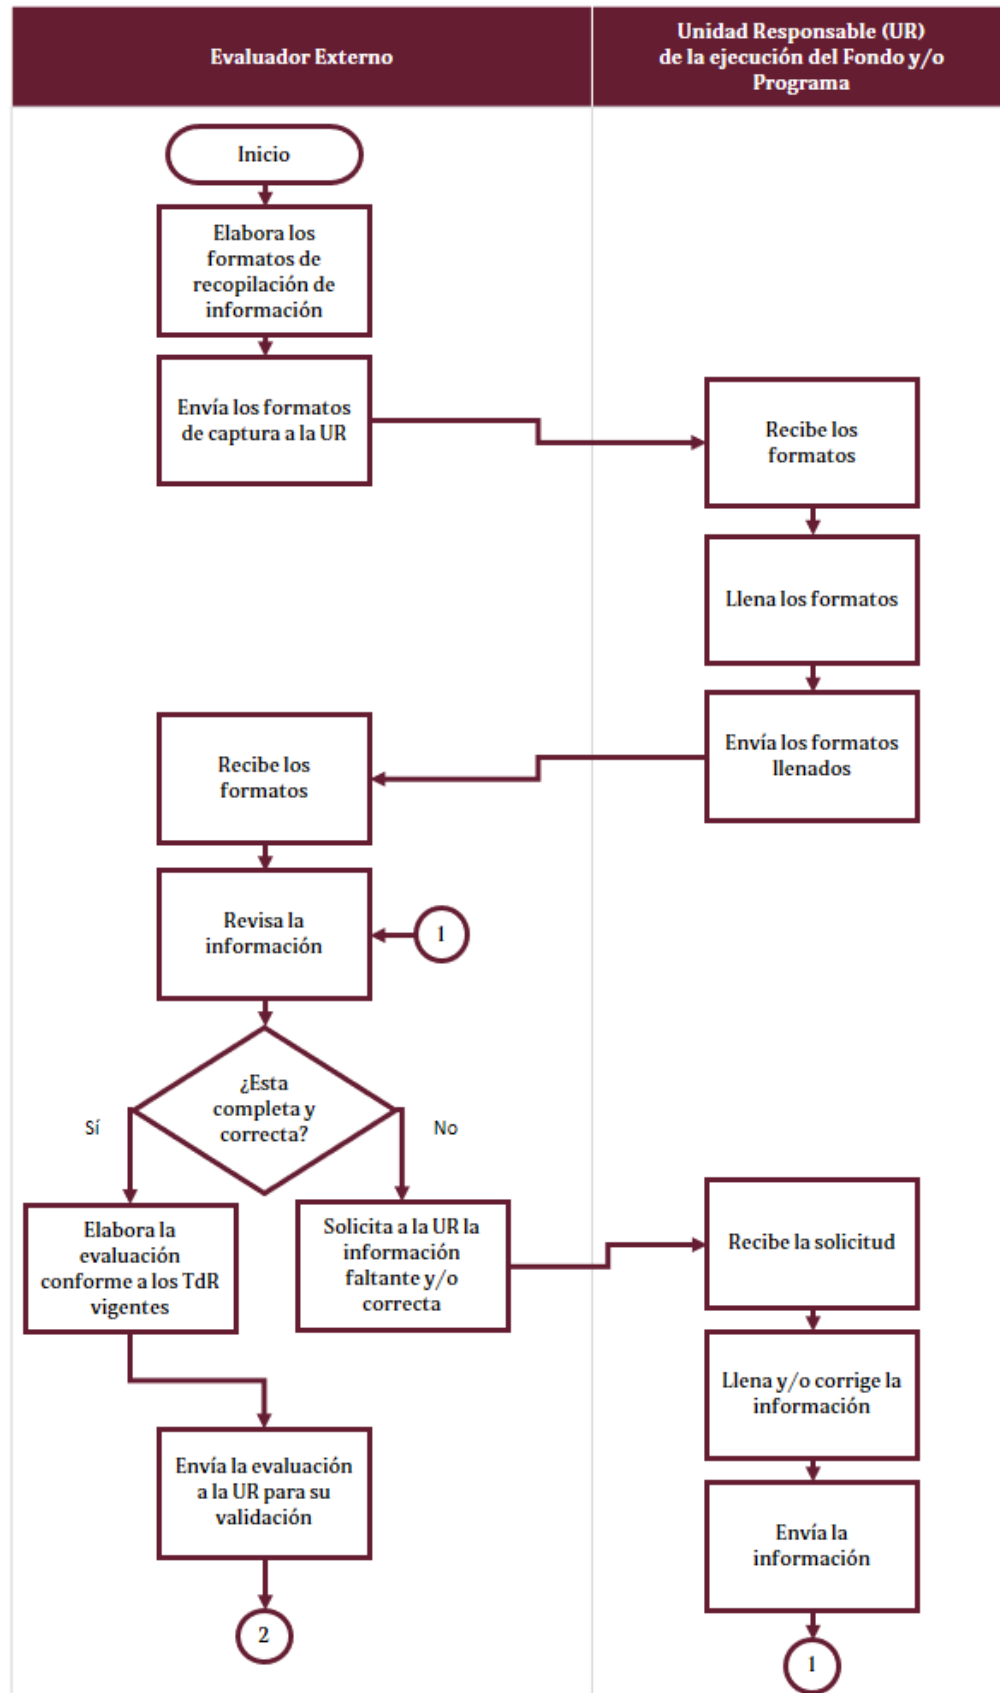 Evaluador Externo
Unidad Responsable (UR)
de la ejecución del Fondo y/o
Programa
Inicio
Elabora los
formatos de
recopilación de
información
Envía los formatos
de captura a la UR
Recibe los
formatos
Llena los formatos
Envía los formatos
llenados
Recibe los
formatos
Revisa la
información
1
¿Esta
completa y
correcta?
Sí
No
Elabora la
evaluación
conforme a los TdR
vigentes
Solicita a la UR la
información
faltante y/o
correcta
Recibe la solicitud
Llena y/o corrige la
información
Envía la evaluación
a la UR para su
validación
Envía la
información
2
1